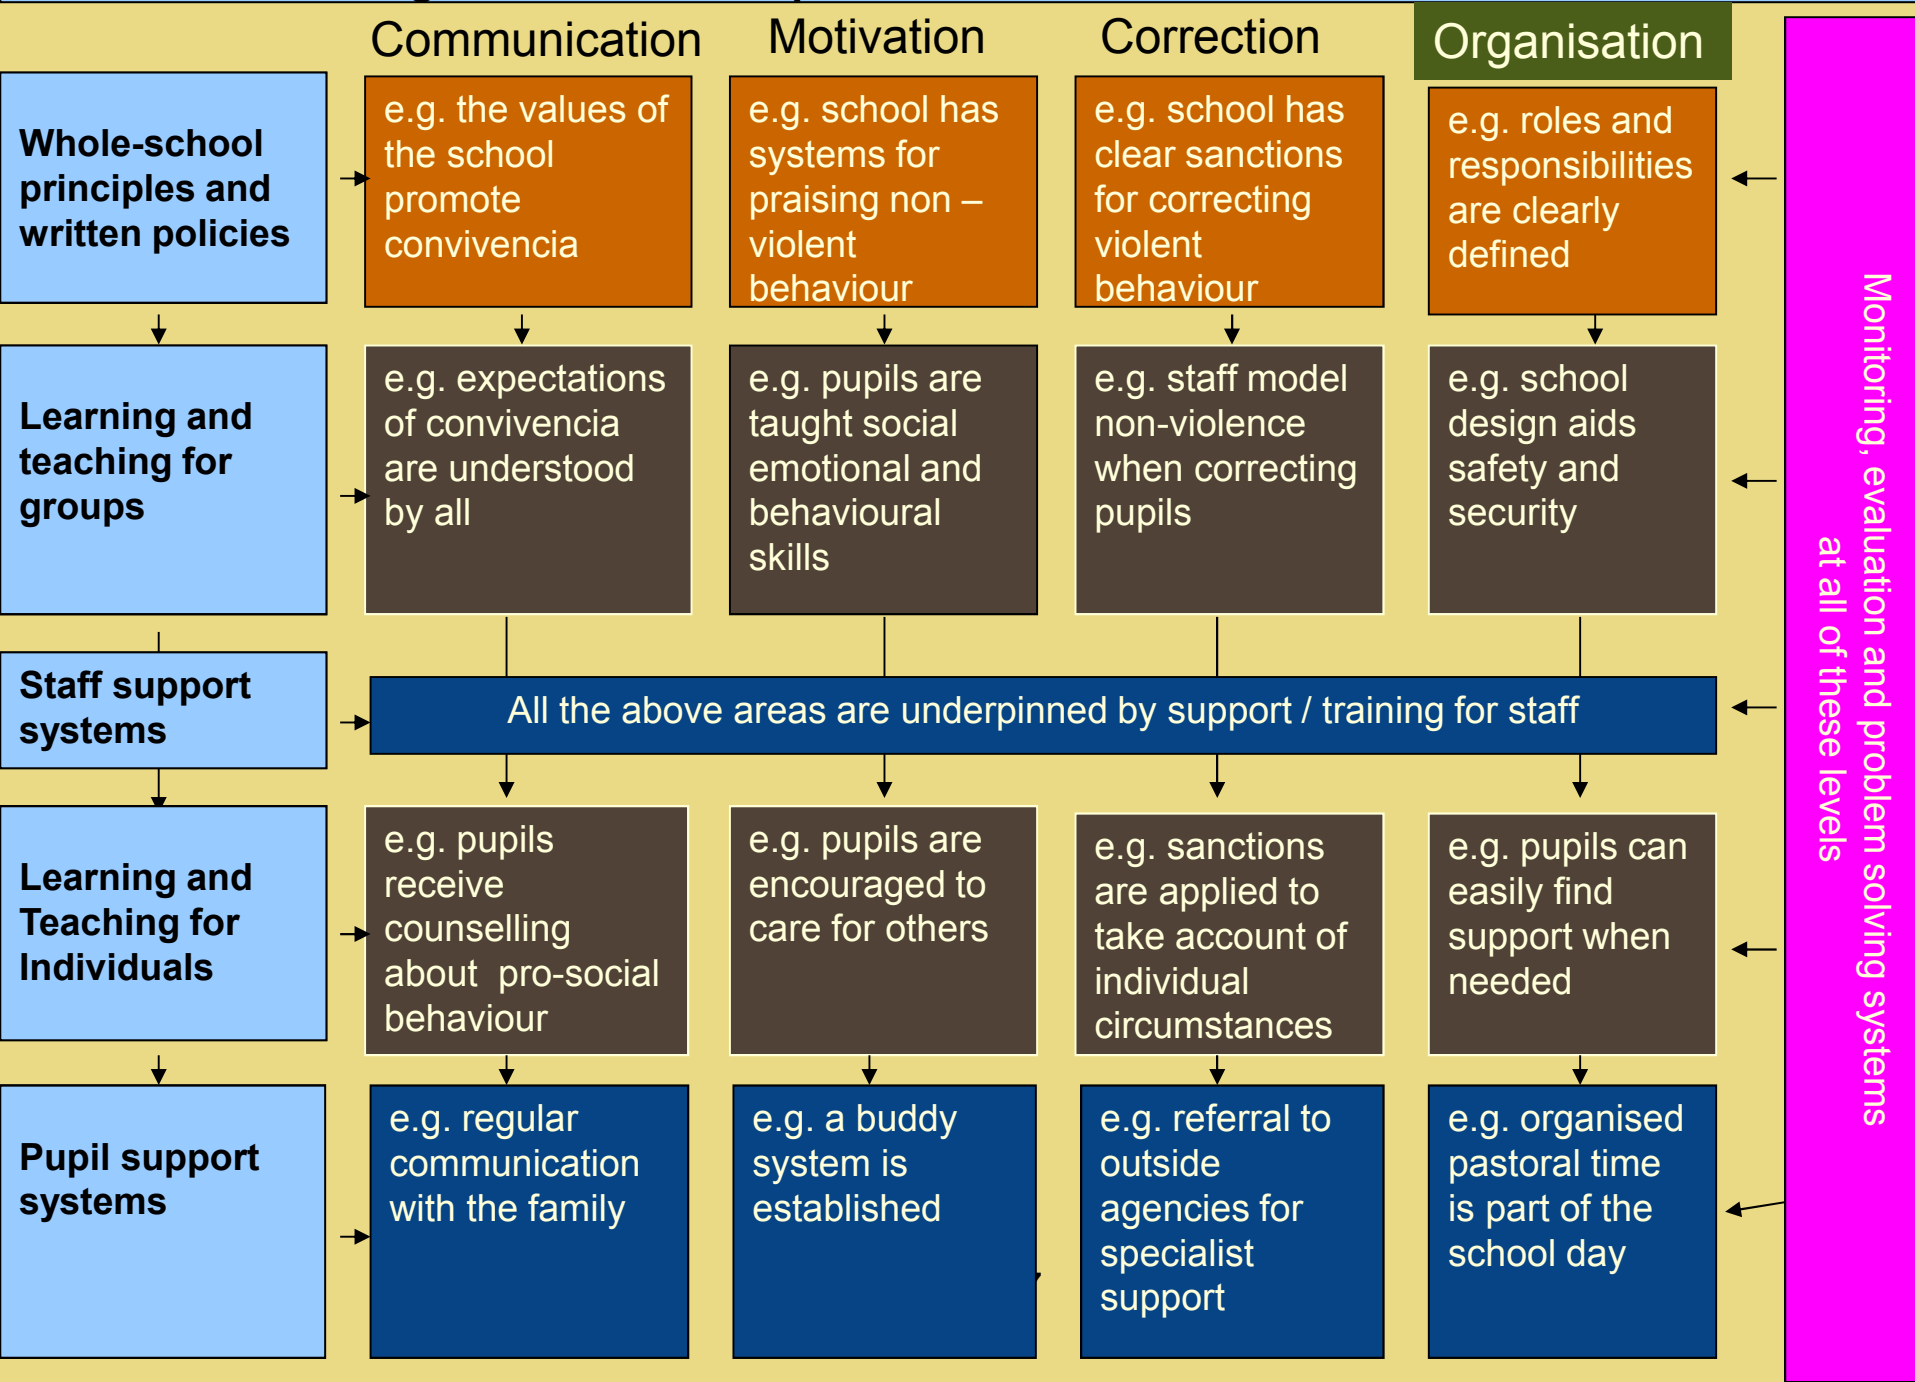 Communication
Motivation
Correction
Organisation
Whole-school
principles and
written policies
e.g. the values of
the school
promote
convivencia
e.g. school has
systems for
praising non –
violent
behaviour
e.g. school has
clear sanctions
for correcting
violent
behaviour
e.g. roles and
responsibilities
are clearly
defined
Learning and
teaching for
groups
e.g. expectations
of convivencia
are understood
by all
e.g. pupils are
taught social
emotional and
behavioural
skills
e.g. staff model
non-violence
when correcting
pupils
e.g. school
design aids
safety and
security
Staff support
systems
All the above areas are underpinned by support / training for staff
Learning and
Teaching for
Individuals
e.g. pupils
receive
counselling
about  pro-social
behaviour
e.g. pupils are
encouraged to
care for others
e.g. sanctions
are applied to
take account of
individual
circumstances
e.g. pupils can
easily find
support when
needed
Pupil support
systems
e.g. regular
communication
with the family
e.g. a buddy
system is
established
e.g. referral to
outside
agencies for
specialist
support
e.g. organised
pastoral time
is part of the
school day
Monitoring, evaluation and problem solving systems
at all of these levels